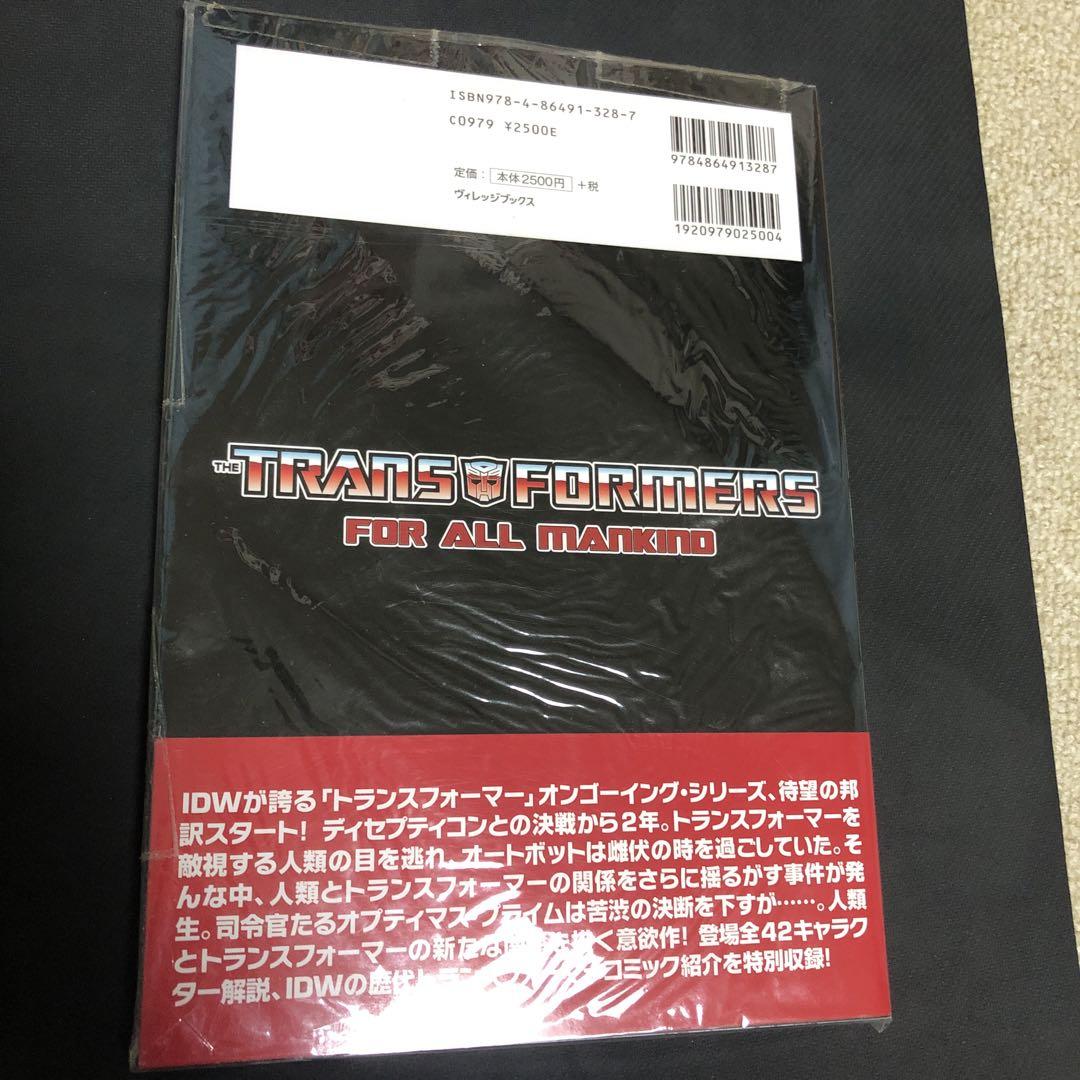 ISBN978-4-86491-328-7
C0979 ¥2500E
9784864913287
定価：本体2500円+税
ヴィレッジブックス
1920979025004
THE TRANSFORMERS
FOR ALL MANKIND
IDWが誇る「トランスフォーマー」オンゴーイング・シリーズ、待望の邦
訳スタート! ディセプティコンとの決戦から2年。トランスフォーマーを
敵視する人類の目を逃れ、オートボットは雌伏の時を過ごしていた。そ
んな中、人類とトランスフォーマーの関係をさらに揺るがす事件が発
生。司令官たるオプティマス・プライムは苦渋の決断を下すが……。人類
とトランスフォーマーの新たな を描く意欲作! 登場全42キャラク
ター解説、IDWの歴代 コミック紹介を特別収録!